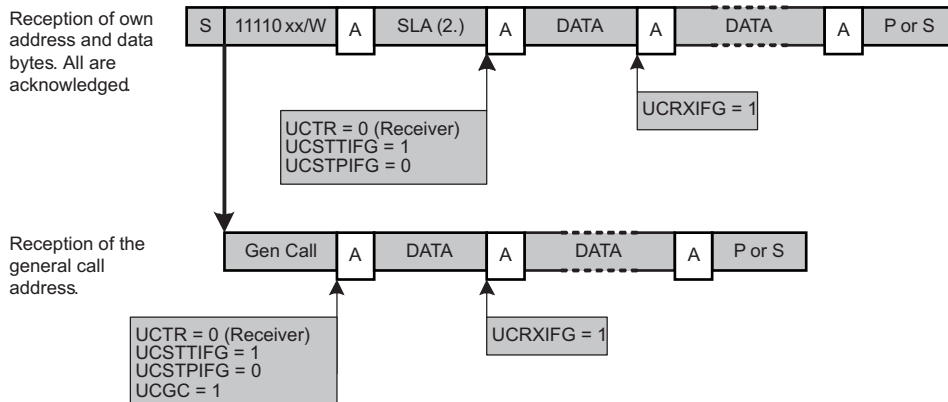 Reception of own
address and data
bytes. All are
acknowledged.
S 11110 xx/W A SLA (2.) A DATA A DATA A P or S
UCTR = 0 (Receiver)
UCSTTIFG = 1
UCSTPIFG = 0
UCRXIFG = 1
Reception of the
general call
address.
Gen Call A DATA A DATA A P or S
UCTR = 0 (Receiver)
UCSTTIFG = 1
UCSTPIFG = 0
UCGC = 1
UCRXIFG = 1